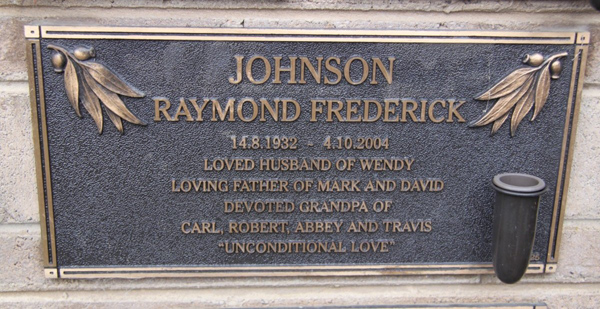 JOHNSON
RAYMOND FREDERICK
14.8.1932 - 4.10.2004
LOVED HUSBAND OF WENDY
LOVING FATHER OF MARK AND DAVID
DEVOTED GRANDPA OF
CARL, ROBERT, ABBEY AND TRAVIS
"UNCONDITIONAL LOVE"